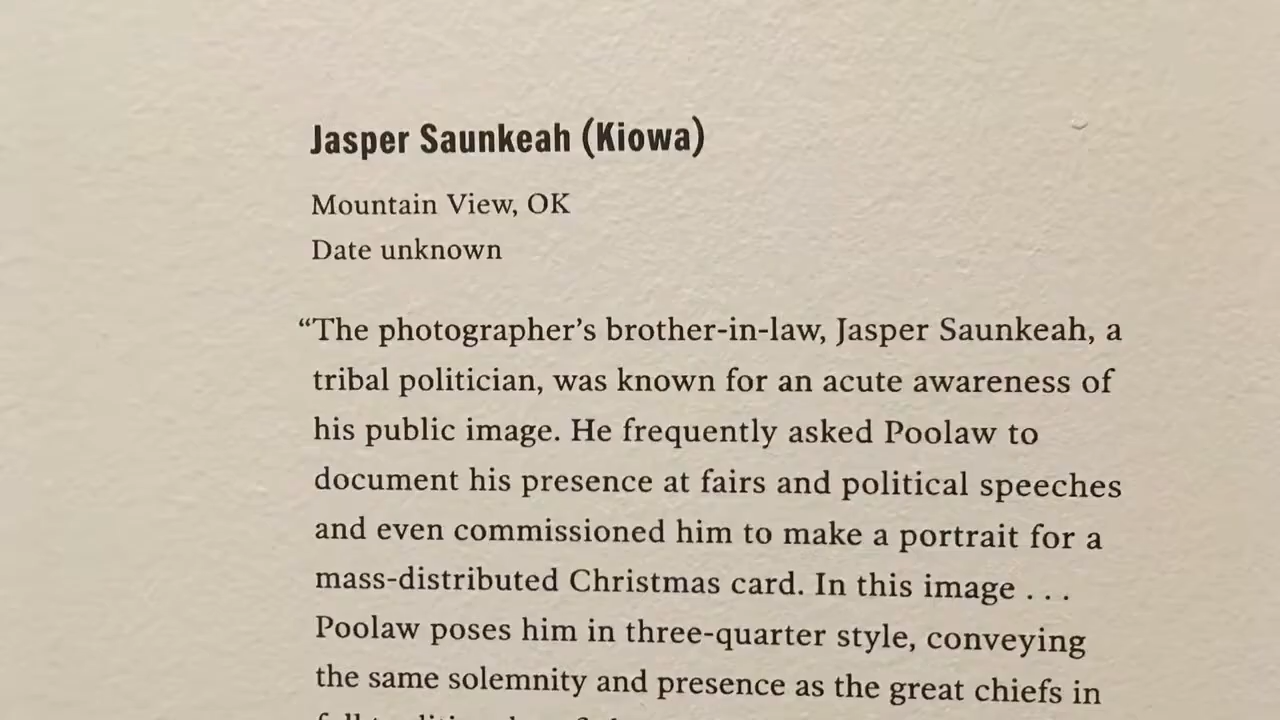 Jasper Saunkeah (Kiowa)
Mountain View, OK
Date unknown
“The photographer’s brother-in-law, Jasper Saunkeah, a
tribal politician, was known for an acute awareness of
his public image. He frequently asked Poolaw to
document his presence at fairs and political speeches
and even commissioned him to make a portrait for a
mass-distributed Christmas card. In this image . . .
Poolaw poses him in three-quarter style, conveying
the same solemnity and presence as the great chiefs in